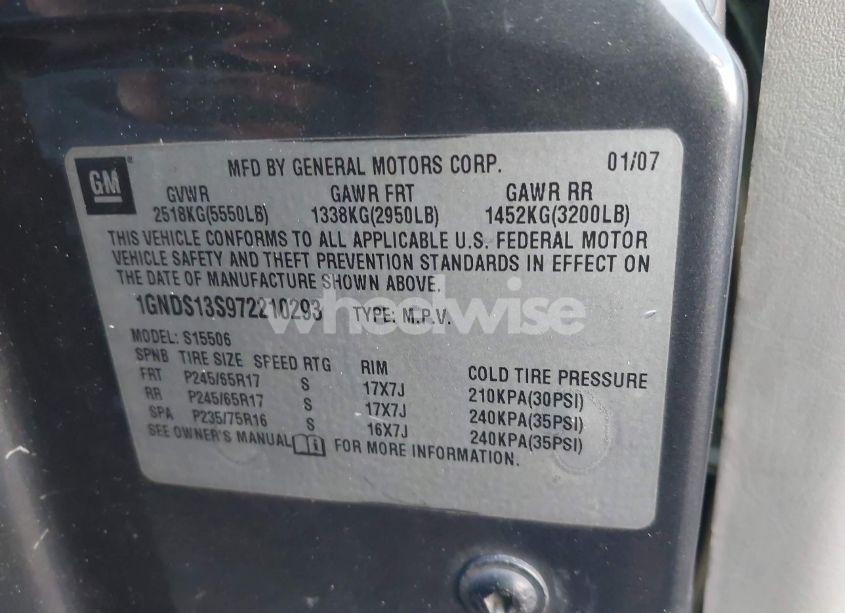 GM
MFD BY GENERAL MOTORS CORP. 01/07
GVWR GAWR FRT GAWR RR
2518KG(5550LB) 1338KG(2950LB) 1452KG(3200LB)
THIS VEHICLE CONFORMS TO ALL APPLICABLE U.S. FEDERAL MOTOR
VEHICLE SAFETY AND THEFT PREVENTION STANDARDS IN EFFECT ON
THE DATE OF MANUFACTURE SHOWN ABOVE.
1GNDS13S972210293 TYPE: M.P.V.
wheelwise
MODEL: S15506
SPNB TIRE SIZE SPEED RTG RIM COLD TIRE PRESSURE
FRT P245/65R17 S 17X7J 210KPA(30PSI)
RR P245/65R17 S 17X7J 240KPA(35PSI)
SPA P235/75R16 S 16X7J 240KPA(35PSI)
SEE OWNER'S MANUAL FOR MORE INFORMATION.